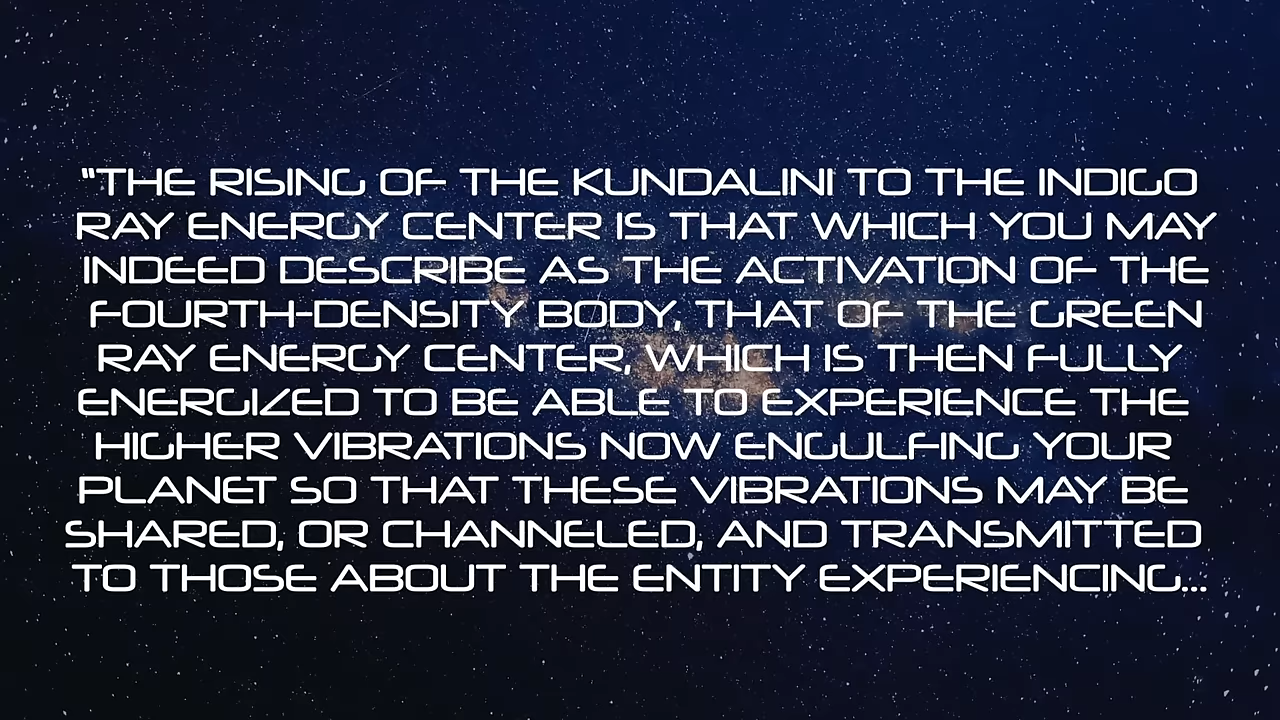 "THE RISING OF THE KUNDALINI TO THE INDIGO
RAY ENERGY CENTER IS THAT WHICH YOU MAY
INDEED DESCRIBE AS THE ACTIVATION OF THE
FOURTH-DENSITY BODY, THAT OF THE GREEN
RAY ENERGY CENTER, WHICH IS THEN FULLY
ENERGIZED TO BE ABLE TO EXPERIENCE THE
HIGHER VIBRATIONS NOW ENGULFING YOUR
PLANET SO THAT THESE VIBRATIONS MAY BE
SHARED, OR CHANNELED, AND TRANSMITTED
TO THOSE ABOUT THE ENTITY EXPERIENCING...